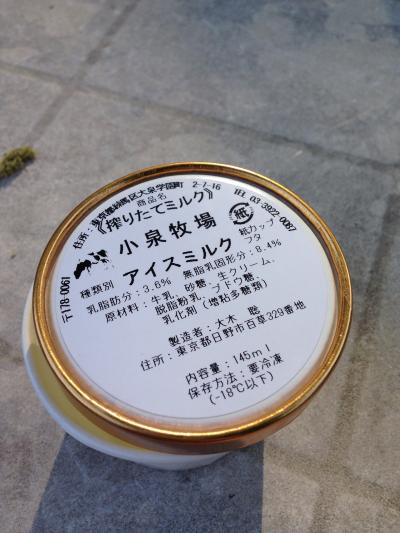 住所：東京都練馬区大泉学園町 2-7-16
TEL 03-3922-0087
〒178-0061
商品名
《搾りたてミルク》
小泉牧場
紙
紙カップ
フタ
種類別 アイスミルク
乳脂肪分：3.6% 無脂乳固形分：8.4%
原材料：牛乳、砂糖、生クリーム、
脱脂粉乳、ブドウ糖、
乳化剤（増粘多糖類）
製造者：大木 聡
住所：東京都日野市百草329番地
内容量：145ml
保存方法：要冷凍
(-18℃以下)